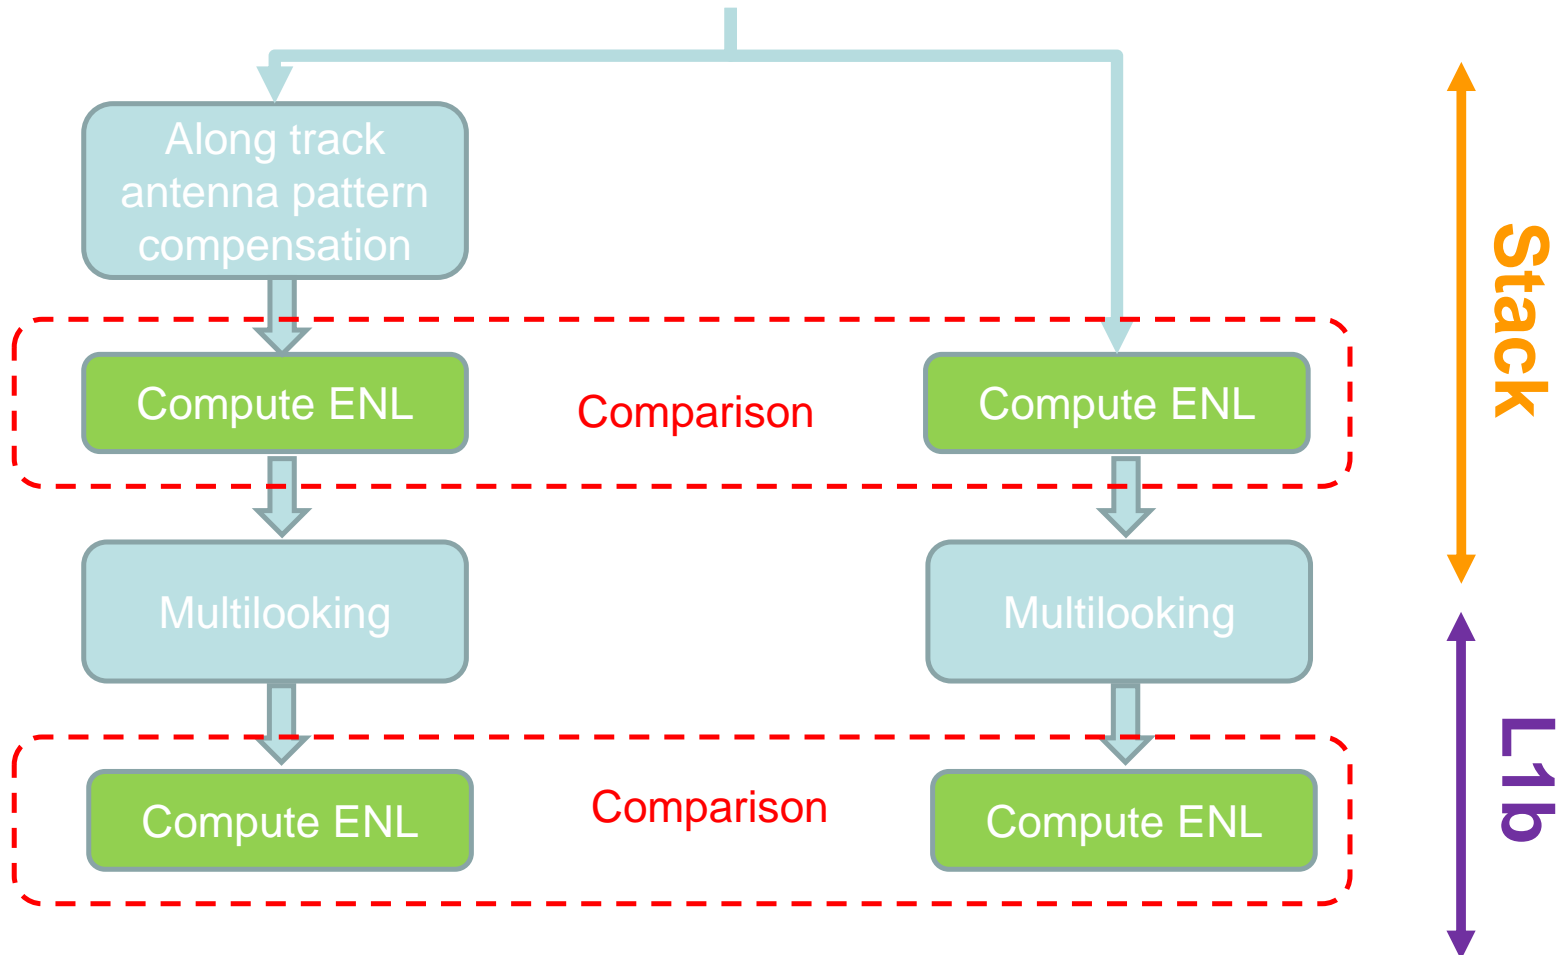 Along track
antenna pattern
compensation
Compute ENL
Comparison
Compute ENL
Multilooking
Multilooking
Compute ENL
Comparison
Compute ENL
Stack
L1b